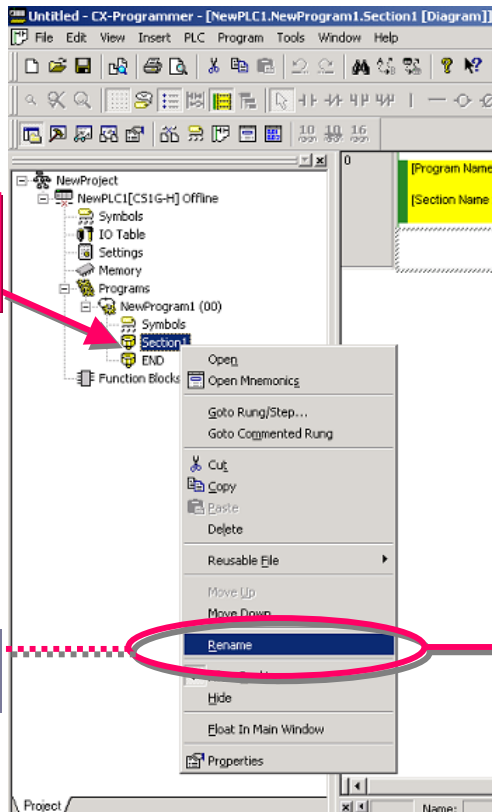 Untitled - CX-Programmer - [NewPLC1.NewProgram1.Section1 [Diagram]]
File Edit View Insert PLC Program Tools Window Help
10 10 16
0
[Program Name
[Section Name
NewProject
NewPLC1[CS1G-H] Offline
Symbols
IO Table
Settings
Memory
Programs
NewProgram1 (00)
Symbols
Section1
END
Function Blocks
Open
Open Mnemonics
Goto Rung/Step...
Goto Commented Rung
Cut
Copy
Paste
Delete
Reusable File
Move Up
Move Down
Rename
Hide
Float In Main Window
Properties
Project
Name: